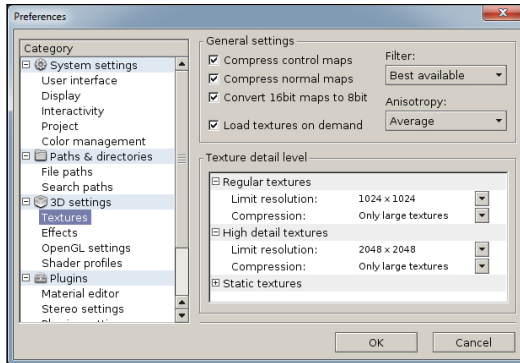 Preferences
Category
System settings
User interface
Display
Interactivity
Project
Color management
Paths & directories
File paths
Search paths
3D settings
Textures
Effects
OpenGL settings
Shader profiles
Plugins
Material editor
Stereo settings
General settings
Compress control maps
Compress normal maps
Convert 16bit maps to 8bit
Load textures on demand
Filter:
Best available
Anisotropy:
Average
Texture detail level
Regular textures
Limit resolution: 1024 x 1024
Compression: Only large textures
High detail textures
Limit resolution: 2048 x 2048
Compression: Only large textures
Static textures
OK
Cancel